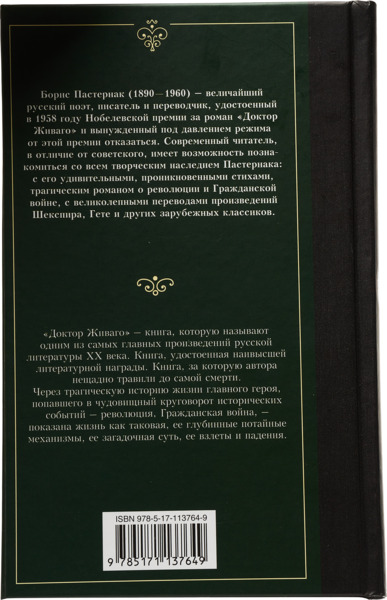 Борис Пастернак (1890—1960) — величайший
русский поэт, писатель и переводчик, удостоенный
в 1958 году Нобелевской премии за роман «Доктор
Живаго» и вынужденный под давлением режима
от этой премии отказаться. Современный читатель,
в отличие от советского, имеет возможность позна-
комиться со всем творческим наследием Пастернака:
с его удивительными, проникновенными стихами,
трагическим романом о революции и Гражданской
войне, с великолепными переводами произведений
Шекспира, Гете и других зарубежных классиков.
«Доктор Живаго» — книга, которую называют
одним из самых главных произведений русской
литературы XX века. Книга, удостоенная наивысшей
литературной награды. Книга, за которую автора
нещадно травили до самой смерти.
Через трагическую историю жизни главного героя,
попавшего в чудовищный круговорот исторических
событий — революция, Гражданская война, —
показана жизнь как таковая, ее глубинные потайные
механизмы, ее загадочная суть, ее взлеты и падения.
ISBN 978-5-17-113764-9
9 785171 137649